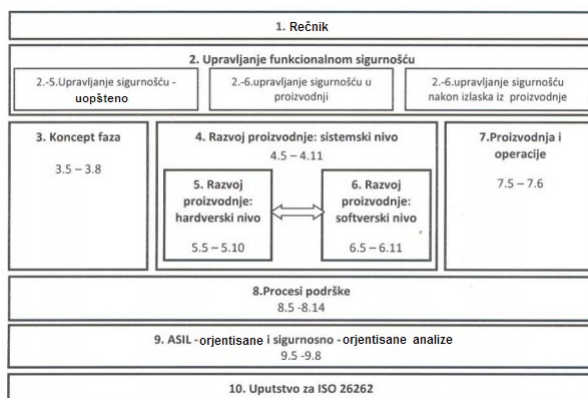 1. Rečnik
2. Upravljanje funkcionalnom sigurnošću
2.-5.Upravljanje sigurnošću -
uopšteno
2.-6.upravljanje sigurnošću u
proizvodnji
2.-6.upravljanje sigurnošću
nakon izlaska iz proizvodnje
3. Koncept faza
3.5 – 3.8
4. Razvoj proizvodnje: sistemski nivo
4.5 – 4.11
5. Razvoj
proizvodnje:
hardverski nivo
5.5 – 5.10
6. Razvoj
proizvodnje:
softverski nivo
6.5 – 6.11
7.Proizvodnja i
operacije
7.5 – 7.6
8.Procesi podrške
8.5 -8.14
9. ASIL -orjentisane i sigurnosno - orjentisane analize
9.5 -9.8
10. Uputstvo za ISO 26262